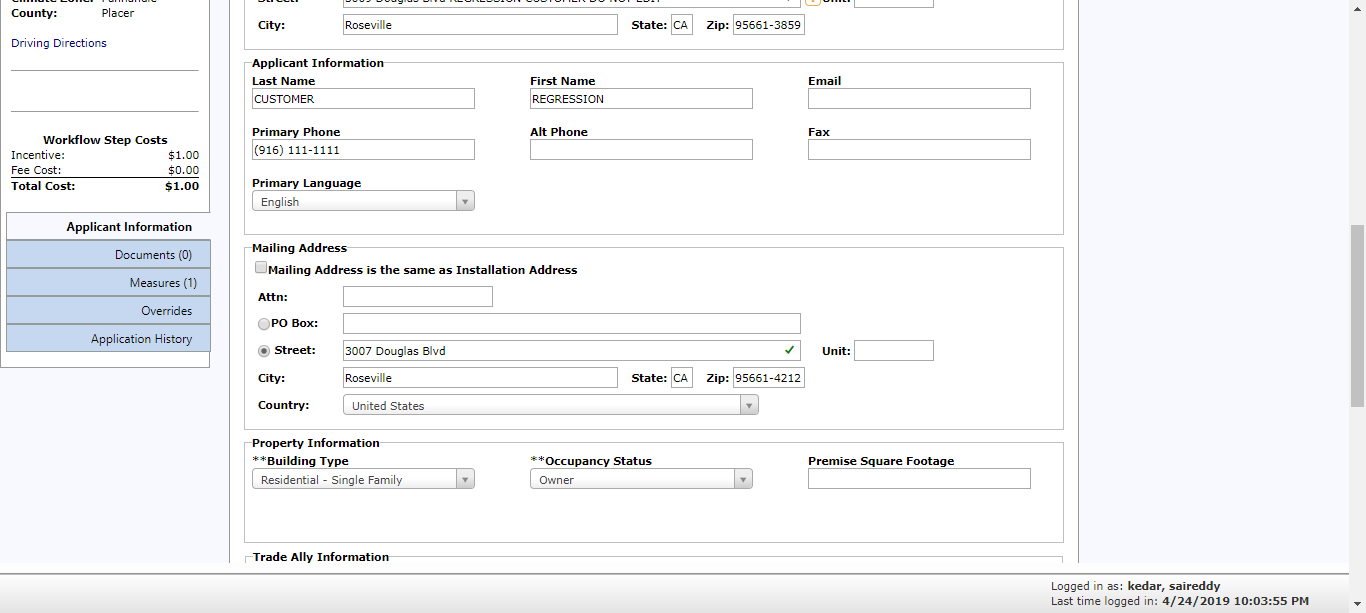 County: Placer
Driving Directions
Workflow Step Costs
Incentive: $1.00
Fee Cost: $0.00
Total Cost: $1.00
Applicant Information
Documents (0)
Measures (1)
Overrides
Application History
City: Roseville State: CA Zip: 95661-3859
Applicant Information
Last Name First Name Email
CUSTOMER REGRESSION
Primary Phone Alt Phone Fax
(916) 111-1111
Primary Language
English
Mailing Address
Mailing Address is the same as Installation Address
Attn:
PO Box:
Street: 3007 Douglas Blvd Unit:
City: Roseville State: CA Zip: 95661-4212
Country: United States
Property Information
**Building Type **Occupancy Status Premise Square Footage
Residential - Single Family Owner
Trade Ally Information
Logged in as: kedar, saireddy
Last time logged in: 4/24/2019 10:03:55 PM